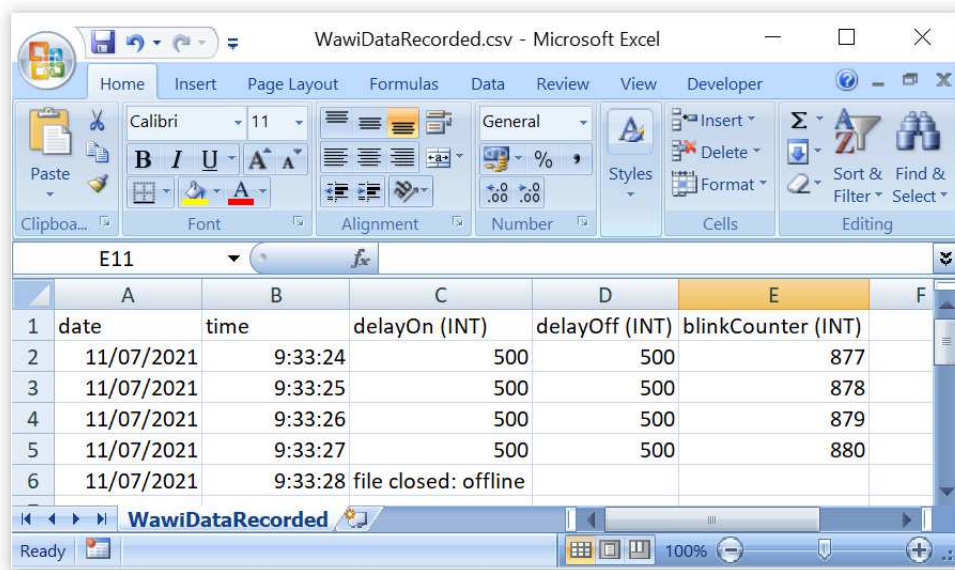 WawiDataRecorded.csv - Microsoft Excel
Home Insert Page Layout Formulas Data Review View Developer
Paste
Calibri 11
B I U A A
A
General
% ,
.0 .00 .00 .0
Styles
Insert
Delete
Format
Σ
Sort & Filter
Find & Select
Clipboa... Font Alignment Number Cells Editing
E11 fx
A B C D E F
1 date time delayOn (INT) delayOff (INT) blinkCounter (INT)
2 11/07/2021 9:33:24 500 500 877
3 11/07/2021 9:33:25 500 500 878
4 11/07/2021 9:33:26 500 500 879
5 11/07/2021 9:33:27 500 500 880
6 11/07/2021 9:33:28 file closed: offline
WawiDataRecorded
Ready 100%